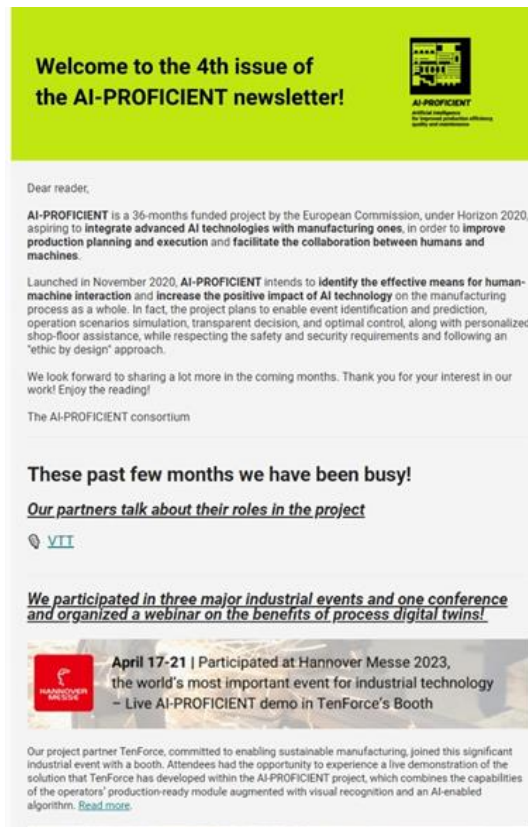 Welcome to the 4th issue of
the AI-PROFICIENT newsletter!
AI-PROFICIENT
Artificial Intelligence
for improved production efficiency
quality and maintenance
Dear reader,
AI-PROFICIENT is a 36-months funded project by the European Commission, under Horizon 2020,
aspiring to integrate advanced AI technologies with manufacturing ones, in order to improve
production planning and execution and facilitate the collaboration between humans and
machines.
Launched in November 2020, AI-PROFICIENT intends to identify the effective means for human-
machine interaction and increase the positive impact of AI technology on the manufacturing
process as a whole. In fact, the project plans to enable event identification and prediction,
operation scenarios simulation, transparent decision, and optimal control, along with personalized
shop-floor assistance, while respecting the safety and security requirements and following an
"ethic by design" approach.
We look forward to sharing a lot more in the coming months. Thank you for your interest in our
work! Enjoy the reading!
The AI-PROFICIENT consortium
These past few months we have been busy!
Our partners talk about their roles in the project
VTT
We participated in three major industrial events and one conference
and organized a webinar on the benefits of process digital twins!
HANNOVER
MESSE
April 17-21 | Participated at Hannover Messe 2023,
the world's most important event for industrial technology
– Live AI-PROFICIENT demo in TenForce's Booth
Our project partner TenForce, committed to enabling sustainable manufacturing, joined this significant
industrial event with a booth. Attendees had the opportunity to experience a live demonstration of the
solution that TenForce has developed within the AI-PROFICIENT project, which combines the capabilities
of the operators' production-ready module augmented with visual recognition and an AI-enabled
algorithm. Read more.